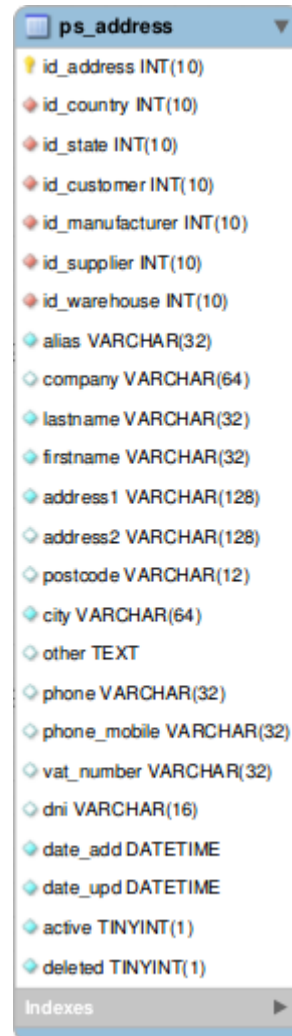 ps_address
id_address INT(10)
id_country INT(10)
id_state INT(10)
id_customer INT(10)
id_manufacturer INT(10)
id_supplier INT(10)
id_warehouse INT(10)
alias VARCHAR(32)
company VARCHAR(64)
lastname VARCHAR(32)
firstname VARCHAR(32)
address1 VARCHAR(128)
address2 VARCHAR(128)
postcode VARCHAR(12)
city VARCHAR(64)
other TEXT
phone VARCHAR(32)
phone_mobile VARCHAR(32)
vat_number VARCHAR(32)
dni VARCHAR(16)
date_add DATETIME
date_upd DATETIME
active TINYINT(1)
deleted TINYINT(1)
Indexes